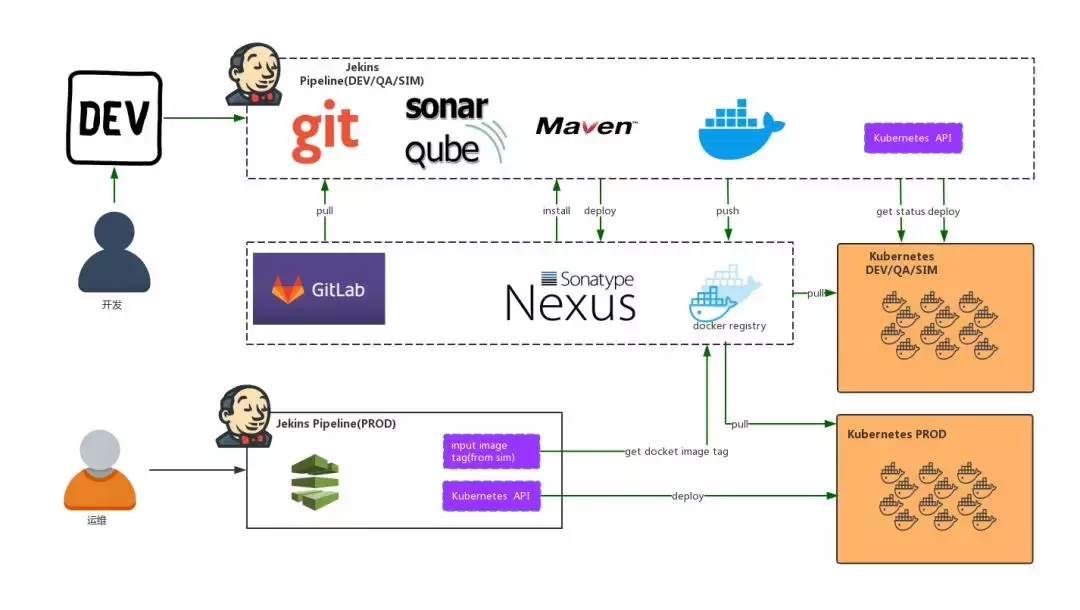 Jekins
Pipeline(DEV/QA/SIM)
DEV
git
sonar
qube
Maven™
Kubernetes API
pull
install
deploy
push
get status
deploy
开发
GitLab
Sonatype
Nexus
docker registry
pull
Kubernetes
DEV/QA/SIM
Jekins Pipeline(PROD)
input image
tag(from sim)
Kubernetes API
get docket image tag
pull
deploy
Kubernetes PROD
运维